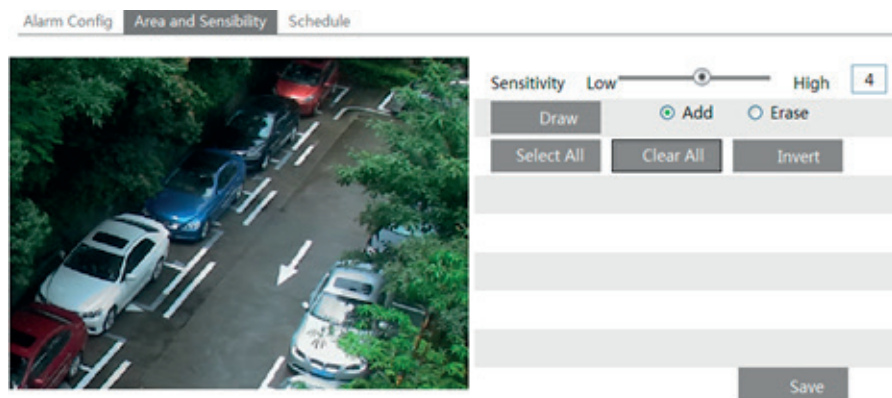 Alarm Config Area and Sensibility Schedule
Sensitivity Low High 4
Draw Add Erase
Select All Clear All Invert
Save